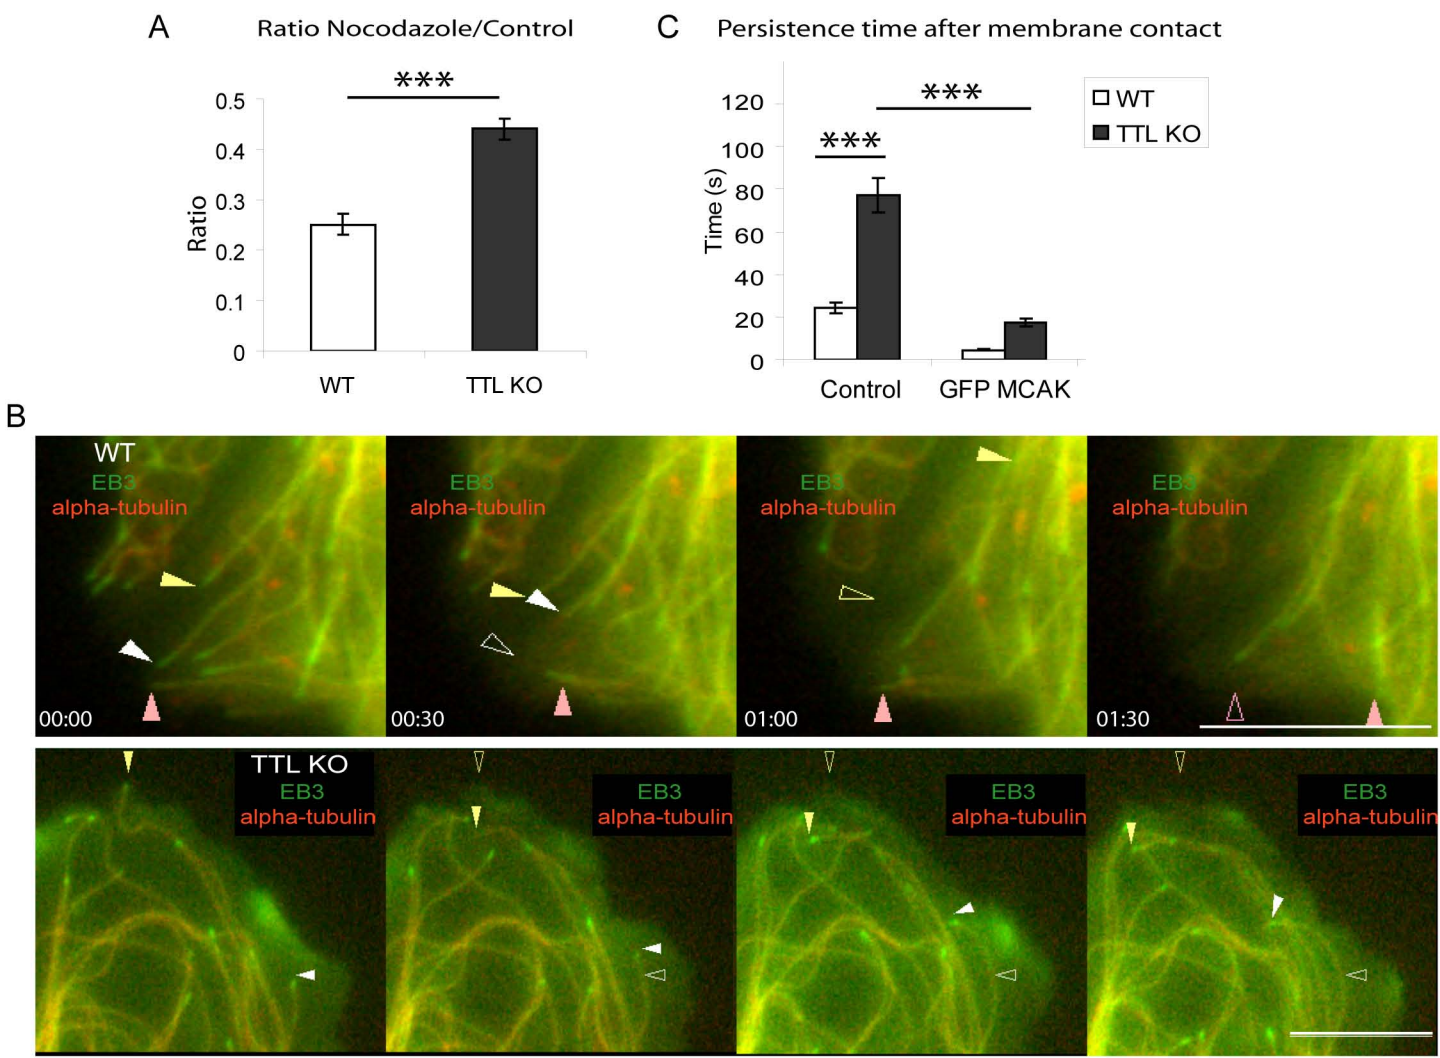 A
Ratio Nocodazole/Control
***
0.5
0.4
0.3
0.2
0.1
0
Ratio
WT
TTL KO
C
Persistence time after membrane contact
***
***
120
100
80
60
40
20
0
Time (s)
WT
TTL KO
Control
GFP MCAK
B
WT
EB3
alpha-tubulin
00:00
EB3
alpha-tubulin
00:30
EB3
alpha-tubulin
01:00
EB3
alpha-tubulin
01:30
TTL KO
EB3
alpha-tubulin
EB3
alpha-tubulin
EB3
alpha-tubulin
EB3
alpha-tubulin